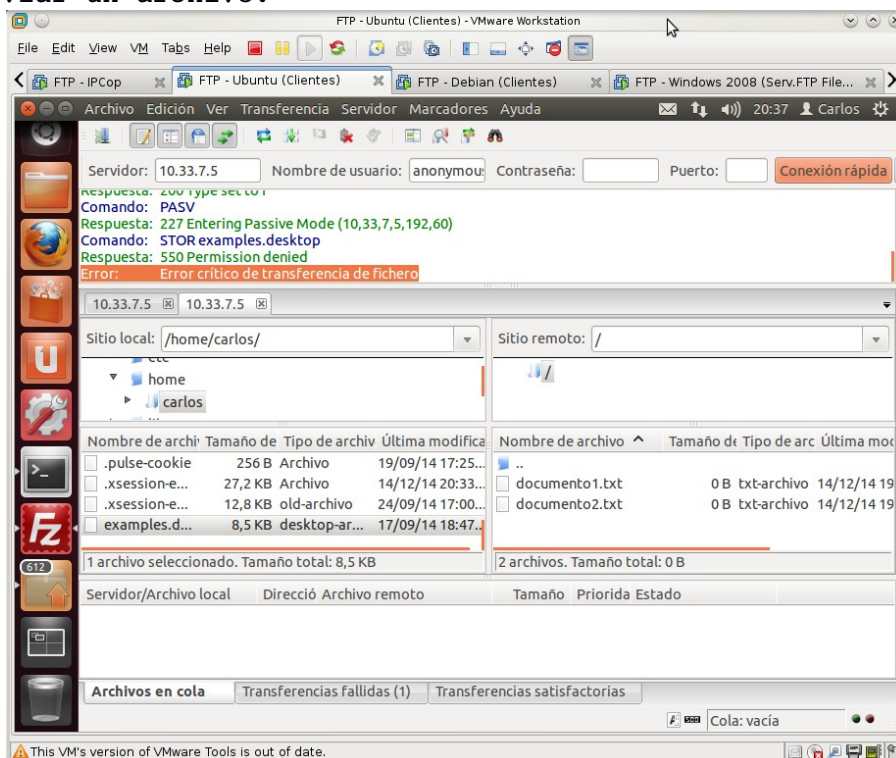 FTP - Ubuntu (Clientes) - VMware Workstation
File Edit View VM Tabs Help
FTP - IPCop FTP - Ubuntu (Clientes) FTP - Debian (Clientes) FTP - Windows 2008 (Serv.FTP File...
Archivo Edición Ver Transferencia Servidor Marcadores Ayuda 20:37 Carlos
Servidor: 10.33.7.5 Nombre de usuario: anonymou Contraseña: Puerto: Conexión rápida
Respuesta: 200 Type set to I
Comando: PASV
Respuesta: 227 Entering Passive Mode (10,33,7,5,192,60)
Comando: STOR examples.desktop
Respuesta: 550 Permission denied
Error: Error crítico de transferencia de fichero
10.33.7.5 10.33.7.5
Sitio local: /home/carlos/ Sitio remoto: /
etc /
home
carlos
Nombre de archi Tamaño de Tipo de archiv Última modifica Nombre de archivo Tamaño de Tipo de arc Última mod
.pulse-cookie 256 B Archivo 19/09/14 17:25... ..
.xsession-e... 27,2 KB Archivo 14/12/14 20:33... documento1.txt 0 B txt-archivo 14/12/14 19
.xsession-e... 12,8 KB old-archivo 24/09/14 17:00... documento2.txt 0 B txt-archivo 14/12/14 19
examples.d... 8,5 KB desktop-ar... 17/09/14 18:47...
1 archivo seleccionado. Tamaño total: 8,5 KB 2 archivos. Tamaño total: 0 B
612
Servidor/Archivo local Direcció Archivo remoto Tamaño Priorida Estado
Archivos en cola Transferencias fallidas (1) Transferencias satisfactorias
Cola: vacía
This VM's version of VMware Tools is out of date.